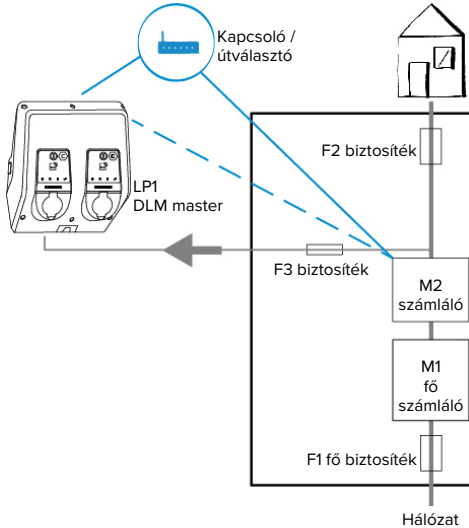 Kapcsoló /
útválasztó
F2 biztosíték
LP1
DLM master
F3 biztosíték
M2
számláló
M1
fő
számláló
F1 fő biztosíték
Hálózat